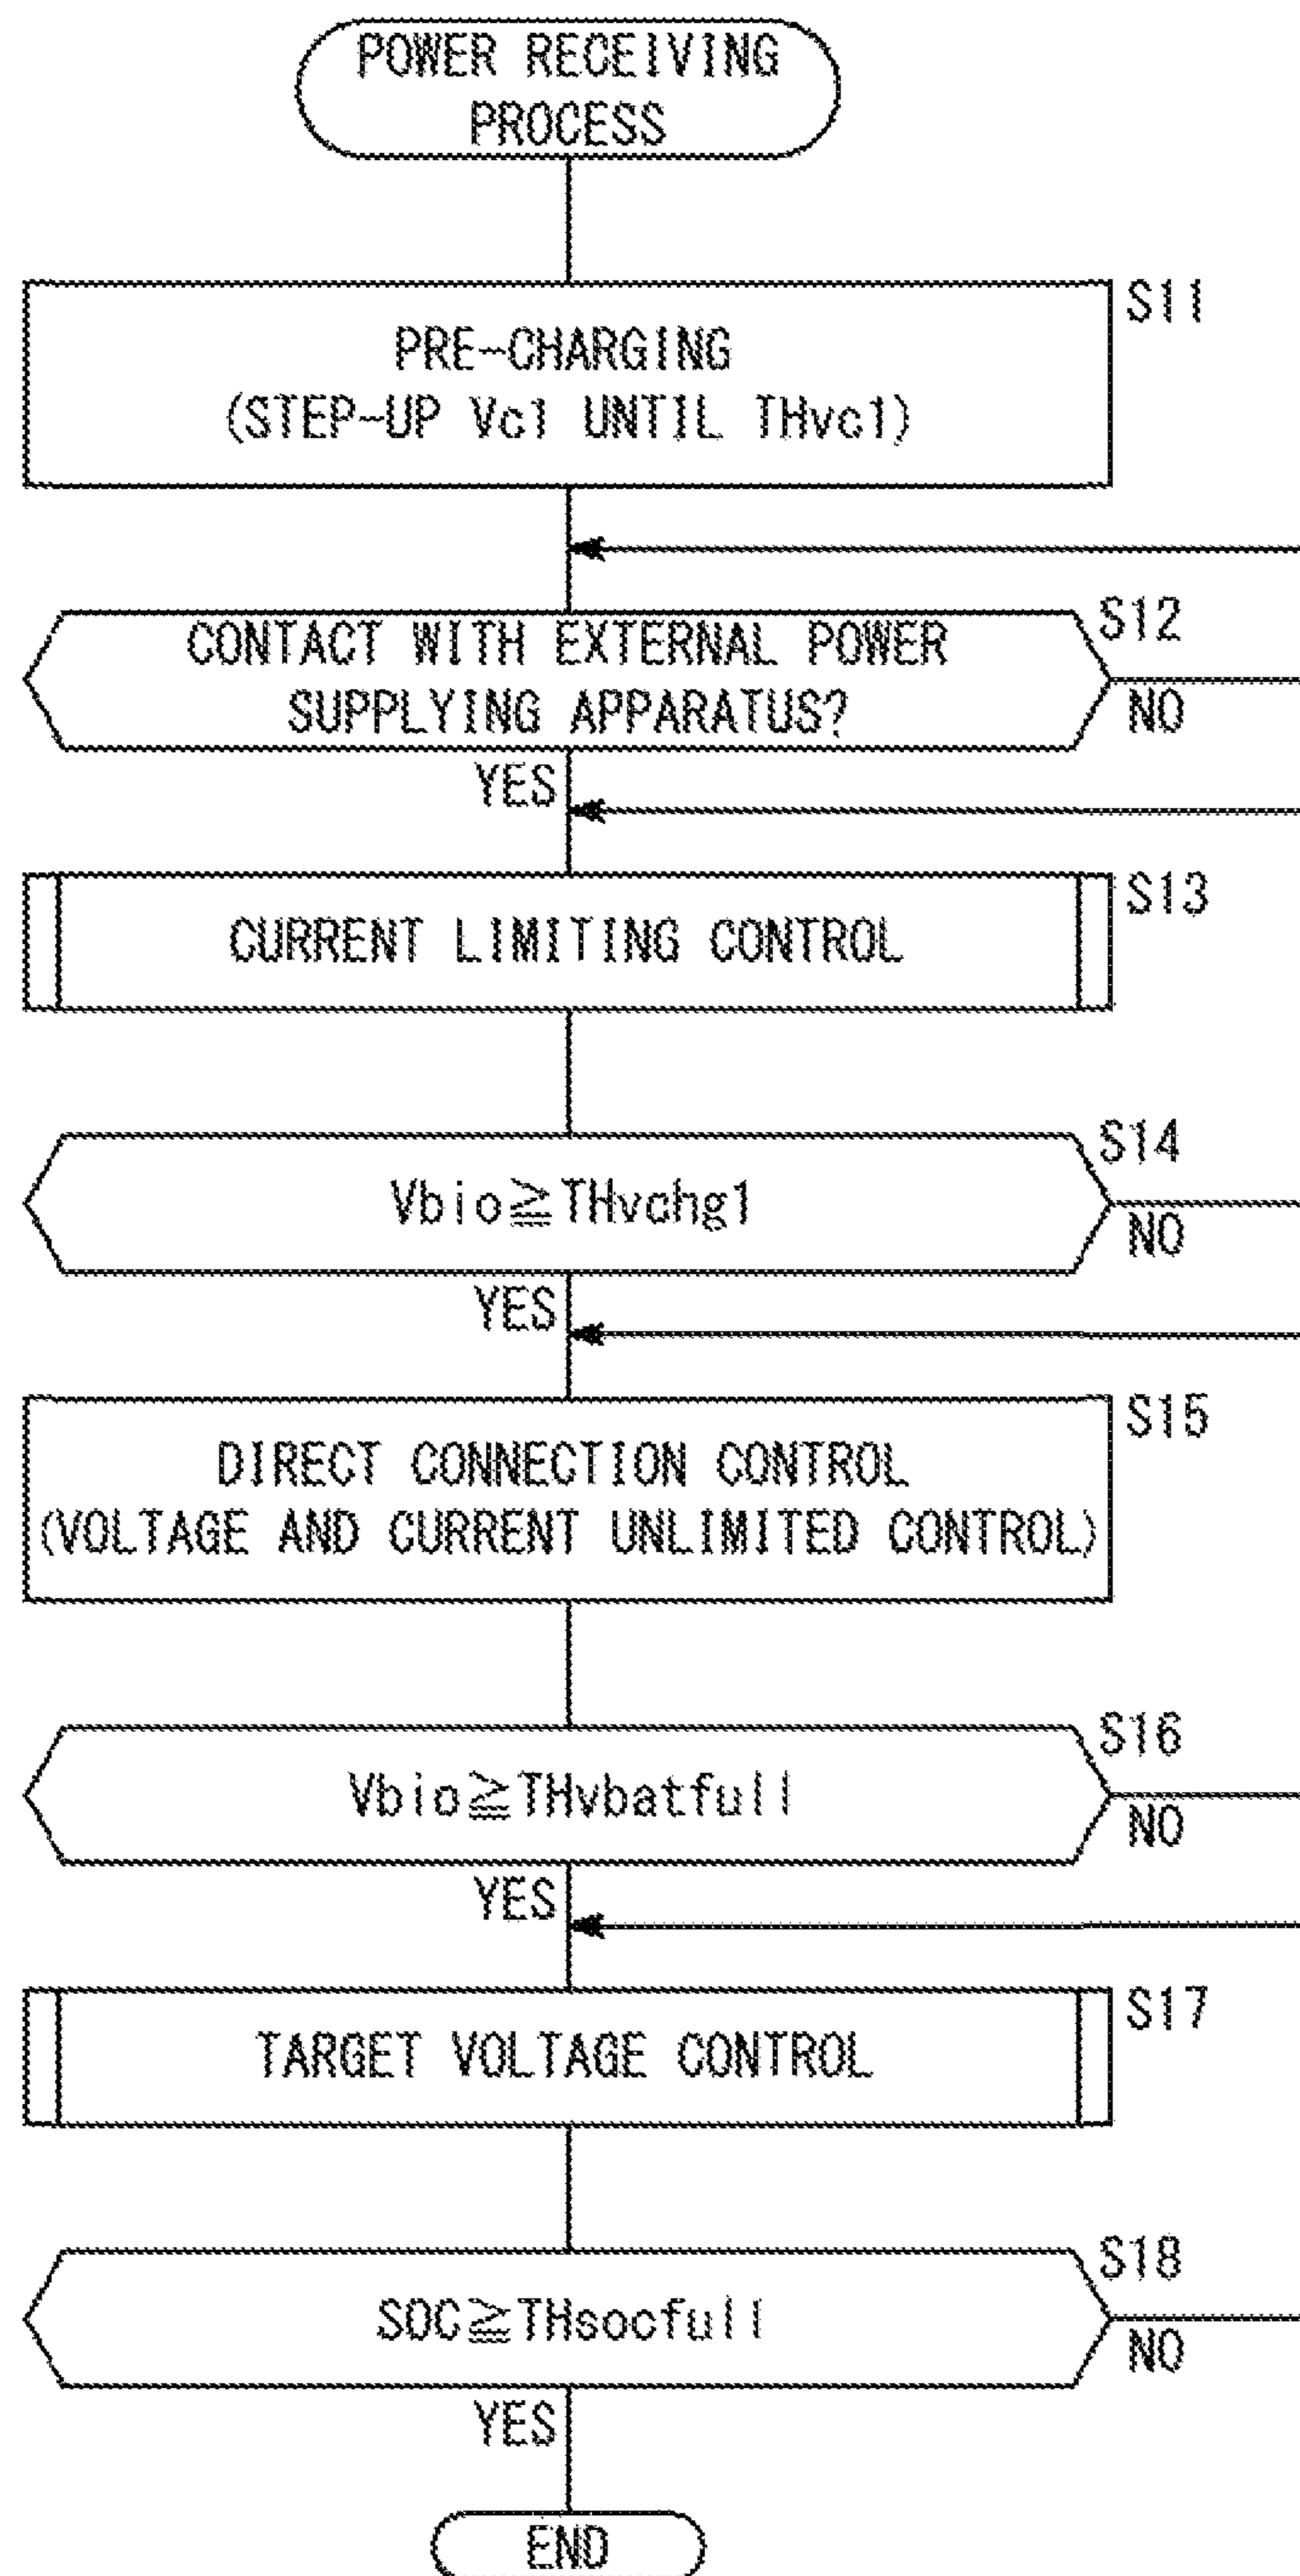 POWER RECEIVING
PROCESS
S11
PRE-CHARGING
(STEP-UP Vc1 UNTIL THvc1)
S12
CONTACT WITH EXTERNAL POWER
SUPPLYING APPARATUS?
NO
YES
S13
CURRENT LIMITING CONTROL
S14
Vbio≧THvchg1
NO
YES
S15
DIRECT CONNECTION CONTROL
(VOLTAGE AND CURRENT UNLIMITED CONTROL)
S16
Vbio≧THvbatfull
NO
YES
S17
TARGET VOLTAGE CONTROL
S18
SOC≧THsocfull
NO
YES
END